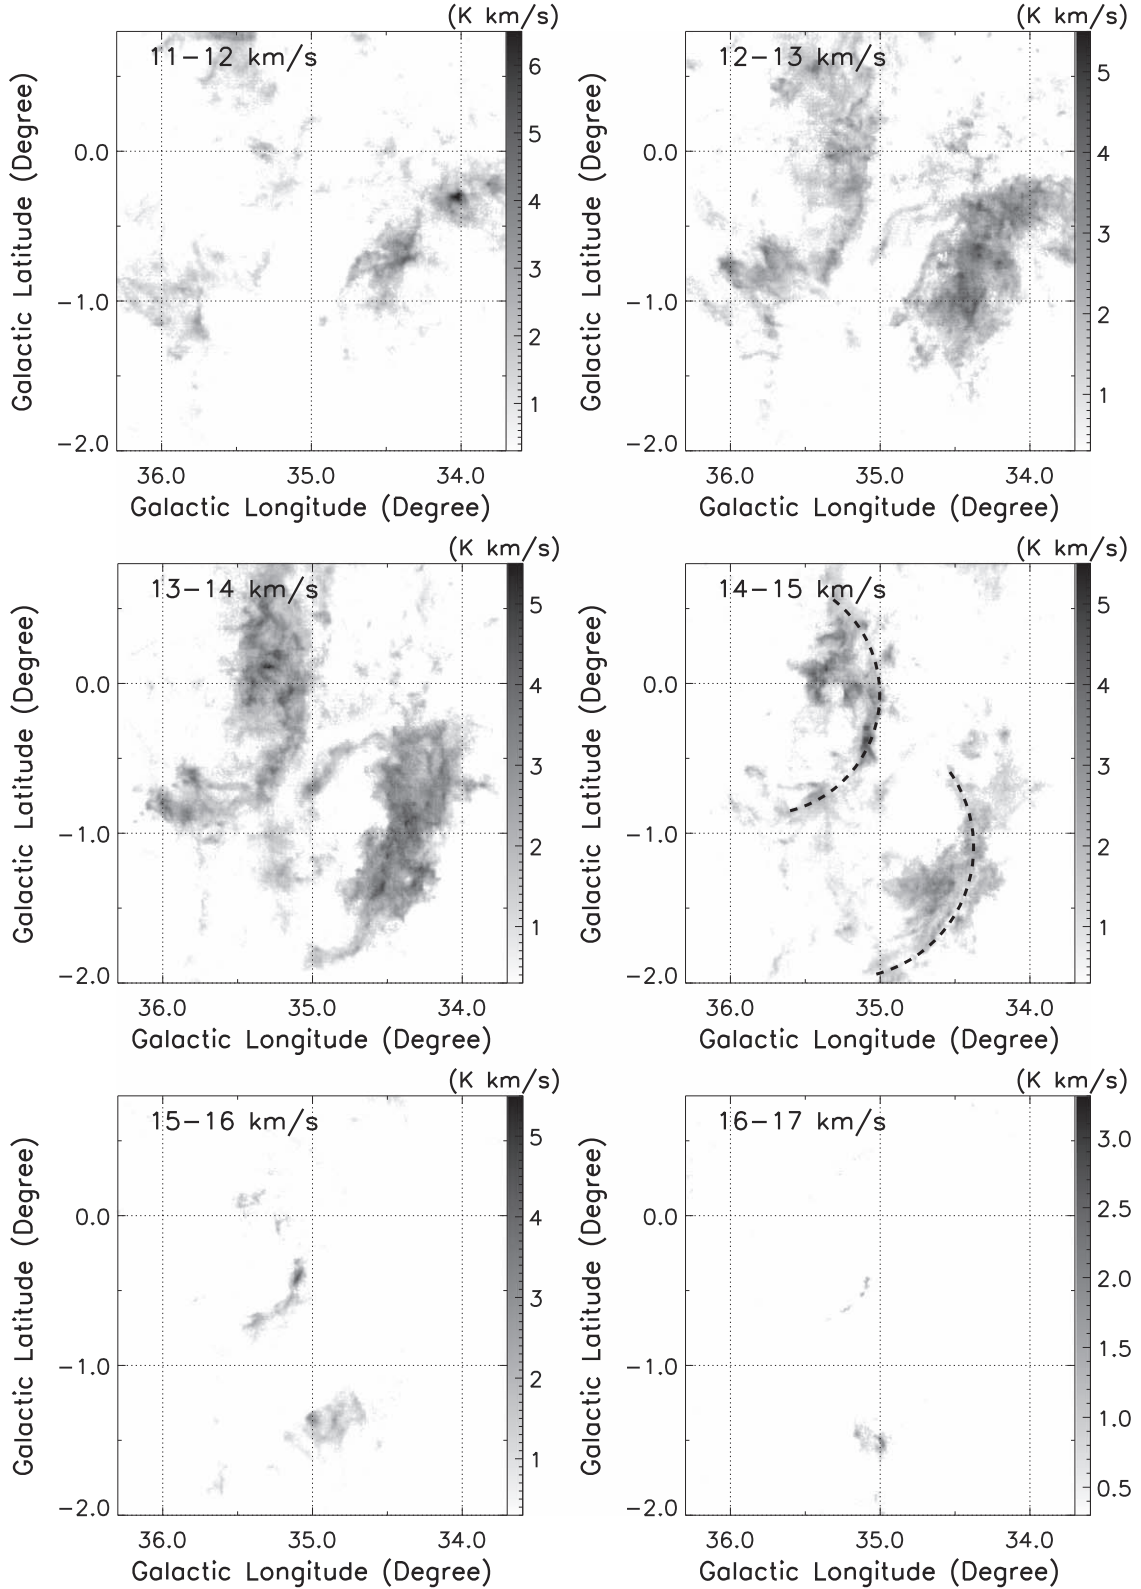 (K km/s)
11−12 km/s
6
5
4
3
2
1
0.0
−1.0
−2.0
36.0 35.0 34.0
Galactic Longitude (Degree)
Galactic Latitude (Degree)
(K km/s)
12−13 km/s
5
4
3
2
1
0.0
−1.0
−2.0
36.0 35.0 34.0
Galactic Longitude (Degree)
Galactic Latitude (Degree)
(K km/s)
13−14 km/s
5
4
3
2
1
0.0
−1.0
−2.0
36.0 35.0 34.0
Galactic Longitude (Degree)
Galactic Latitude (Degree)
(K km/s)
14−15 km/s
5
4
3
2
1
0.0
−1.0
−2.0
36.0 35.0 34.0
Galactic Longitude (Degree)
Galactic Latitude (Degree)
(K km/s)
15−16 km/s
5
4
3
2
1
0.0
−1.0
−2.0
36.0 35.0 34.0
Galactic Longitude (Degree)
Galactic Latitude (Degree)
(K km/s)
16−17 km/s
3.0
2.5
2.0
1.5
1.0
0.5
0.0
−1.0
−2.0
36.0 35.0 34.0
Galactic Longitude (Degree)
Galactic Latitude (Degree)